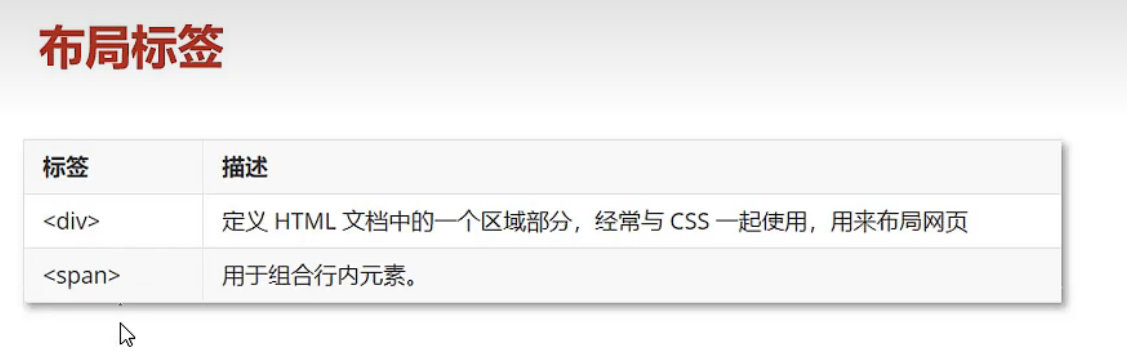 布局标签
标签 描述
<div> 定义 HTML 文档中的一个区域部分，经常与 CSS 一起使用，用来布局网页
<span> 用于组合行内元素。